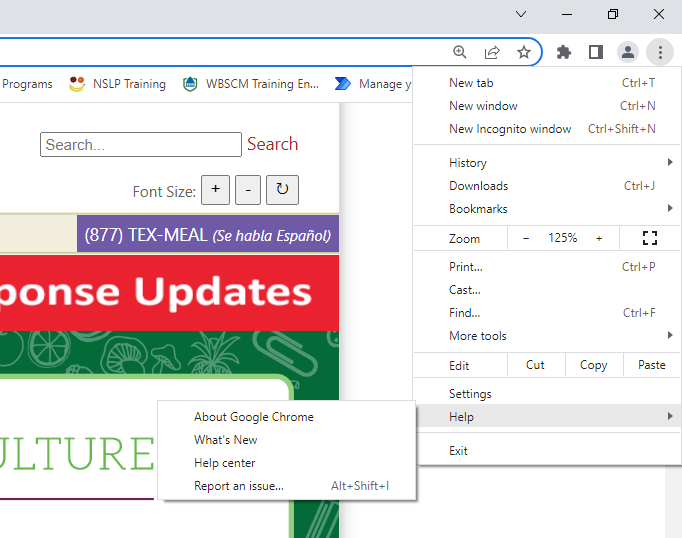 Programs NSLP Training WBSCM Training En... Manage y
Search... Search
Font Size: + - ↻
(877) TEX-MEAL (Se habla Español)
ponse Updates
ULTURE
New tab Ctrl+T
New window Ctrl+N
New Incognito window Ctrl+Shift+N
History
Downloads Ctrl+J
Bookmarks
Zoom - 125% +
Print... Ctrl+P
Cast...
Find... Ctrl+F
More tools
Edit Cut Copy Paste
Settings
Help
Exit
About Google Chrome
What's New
Help center
Report an issue... Alt+Shift+I